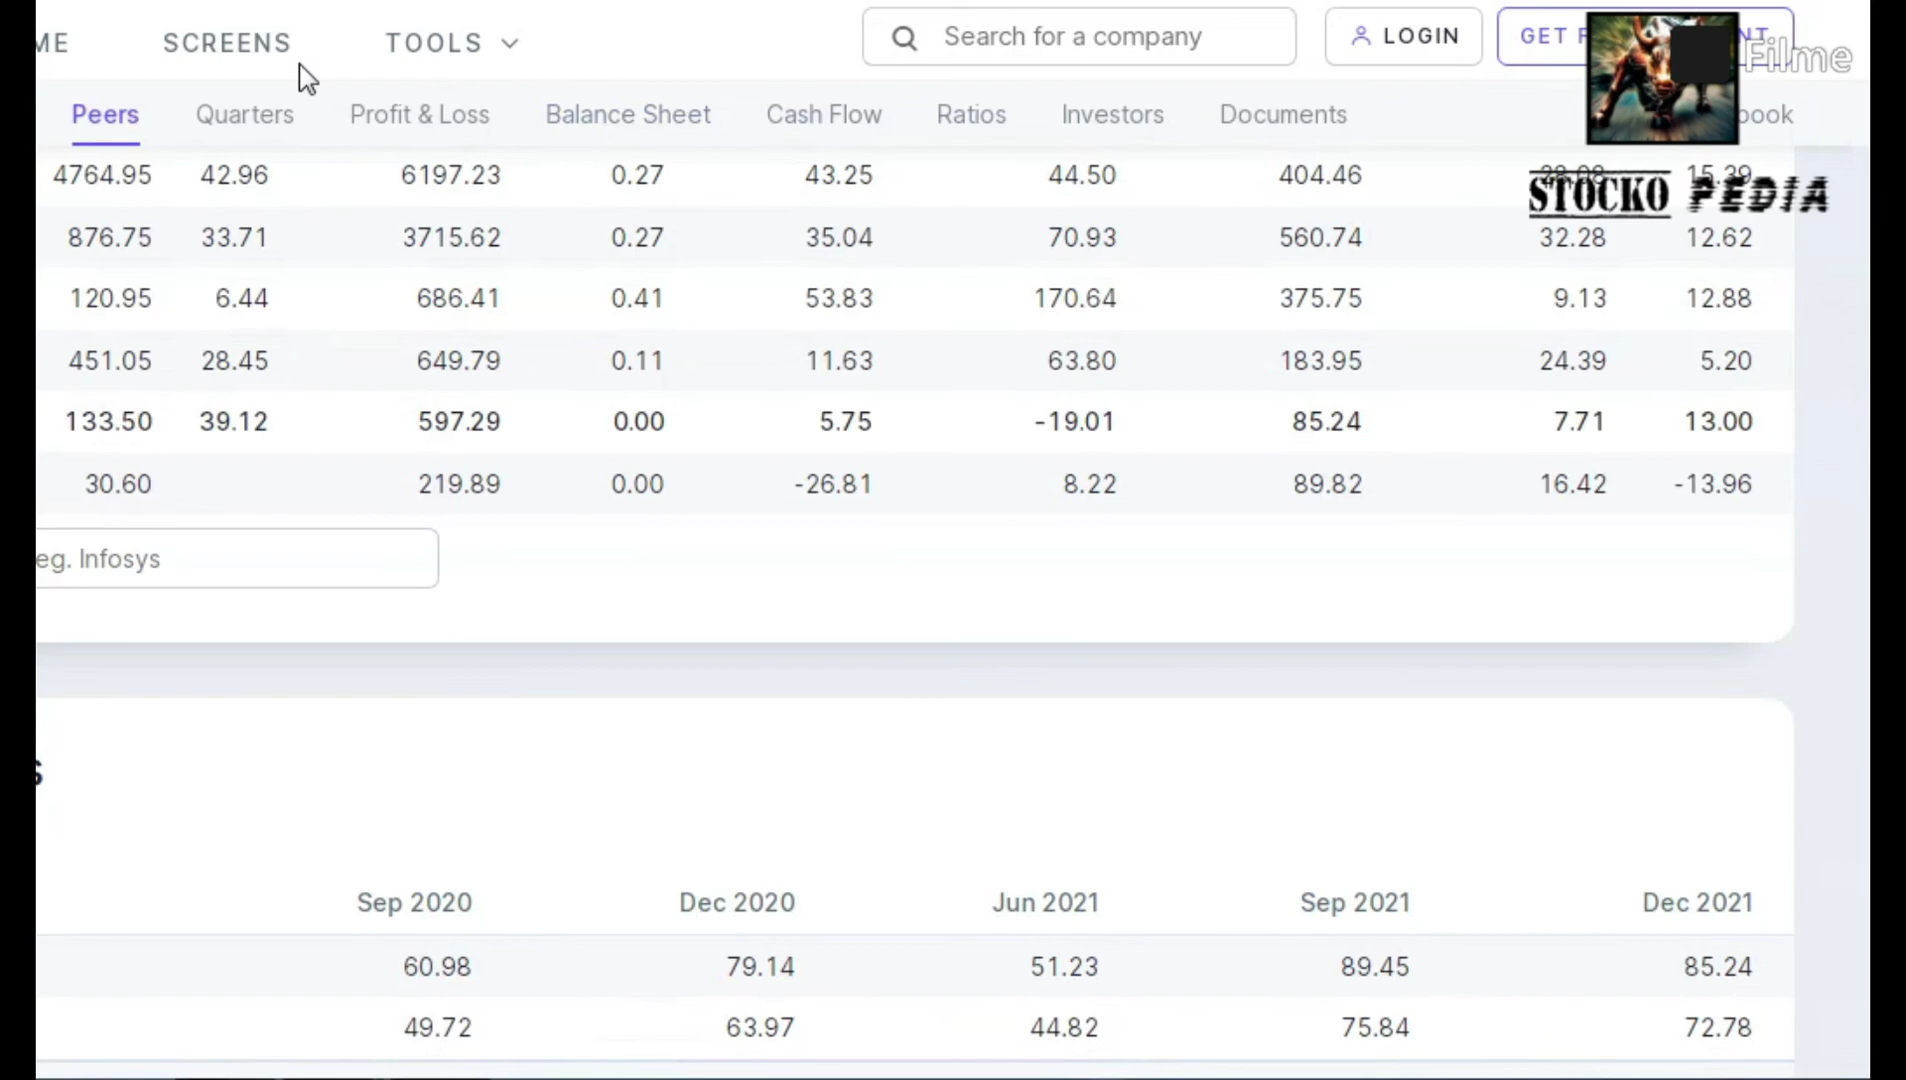 ME SCREENS TOOLS Search for a company LOGIN GET F NT Filme
Peers Quarters Profit & Loss Balance Sheet Cash Flow Ratios Investors Documents book
4764.95 42.96 6197.23 0.27 43.25 44.50 404.46 28.08 15.39
STOCKO PEDIA
876.75 33.71 3715.62 0.27 35.04 70.93 560.74 32.28 12.62
120.95 6.44 686.41 0.41 53.83 170.64 375.75 9.13 12.88
451.05 28.45 649.79 0.11 11.63 63.80 183.95 24.39 5.20
133.50 39.12 597.29 0.00 5.75 -19.01 85.24 7.71 13.00
30.60 219.89 0.00 -26.81 8.22 89.82 16.42 -13.96
eg. Infosys
s
Sep 2020 Dec 2020 Jun 2021 Sep 2021 Dec 2021
60.98 79.14 51.23 89.45 85.24
49.72 63.97 44.82 75.84 72.78